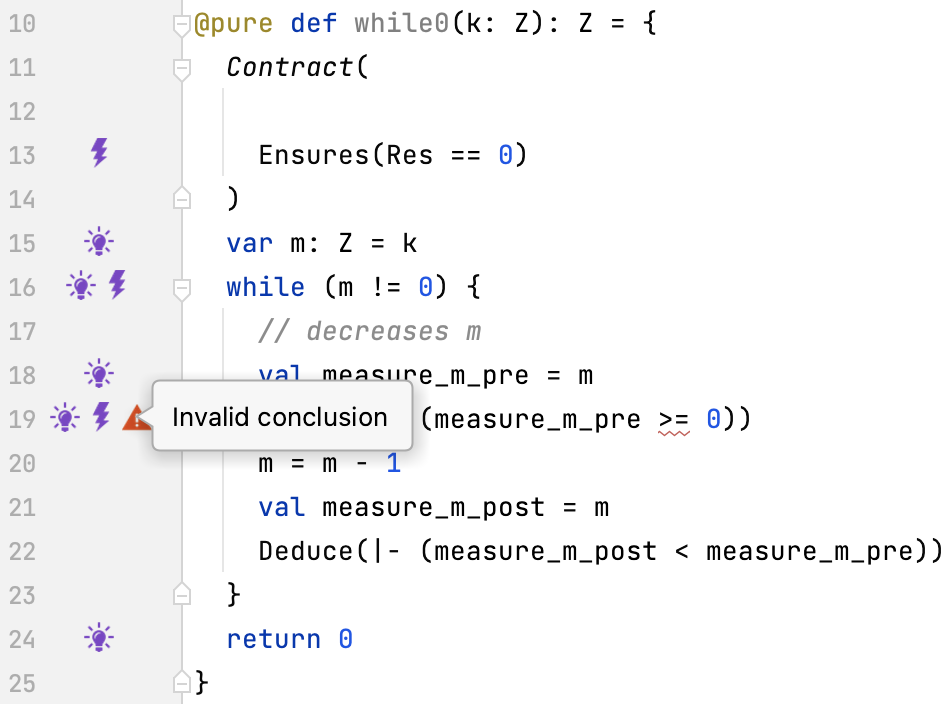 10 @pure def while0(k: Z): Z = {
11 Contract(
12
13 Ensures(Res == 0)
14 )
15 var m: Z = k
16 while (m != 0) {
17 // decreases m
18 val measure_m_pre = m
19 Invalid conclusion (measure_m_pre >= 0))
20 m = m - 1
21 val measure_m_post = m
22 Deduce(|- (measure_m_post < measure_m_pre))
23 }
24 return 0
25 }